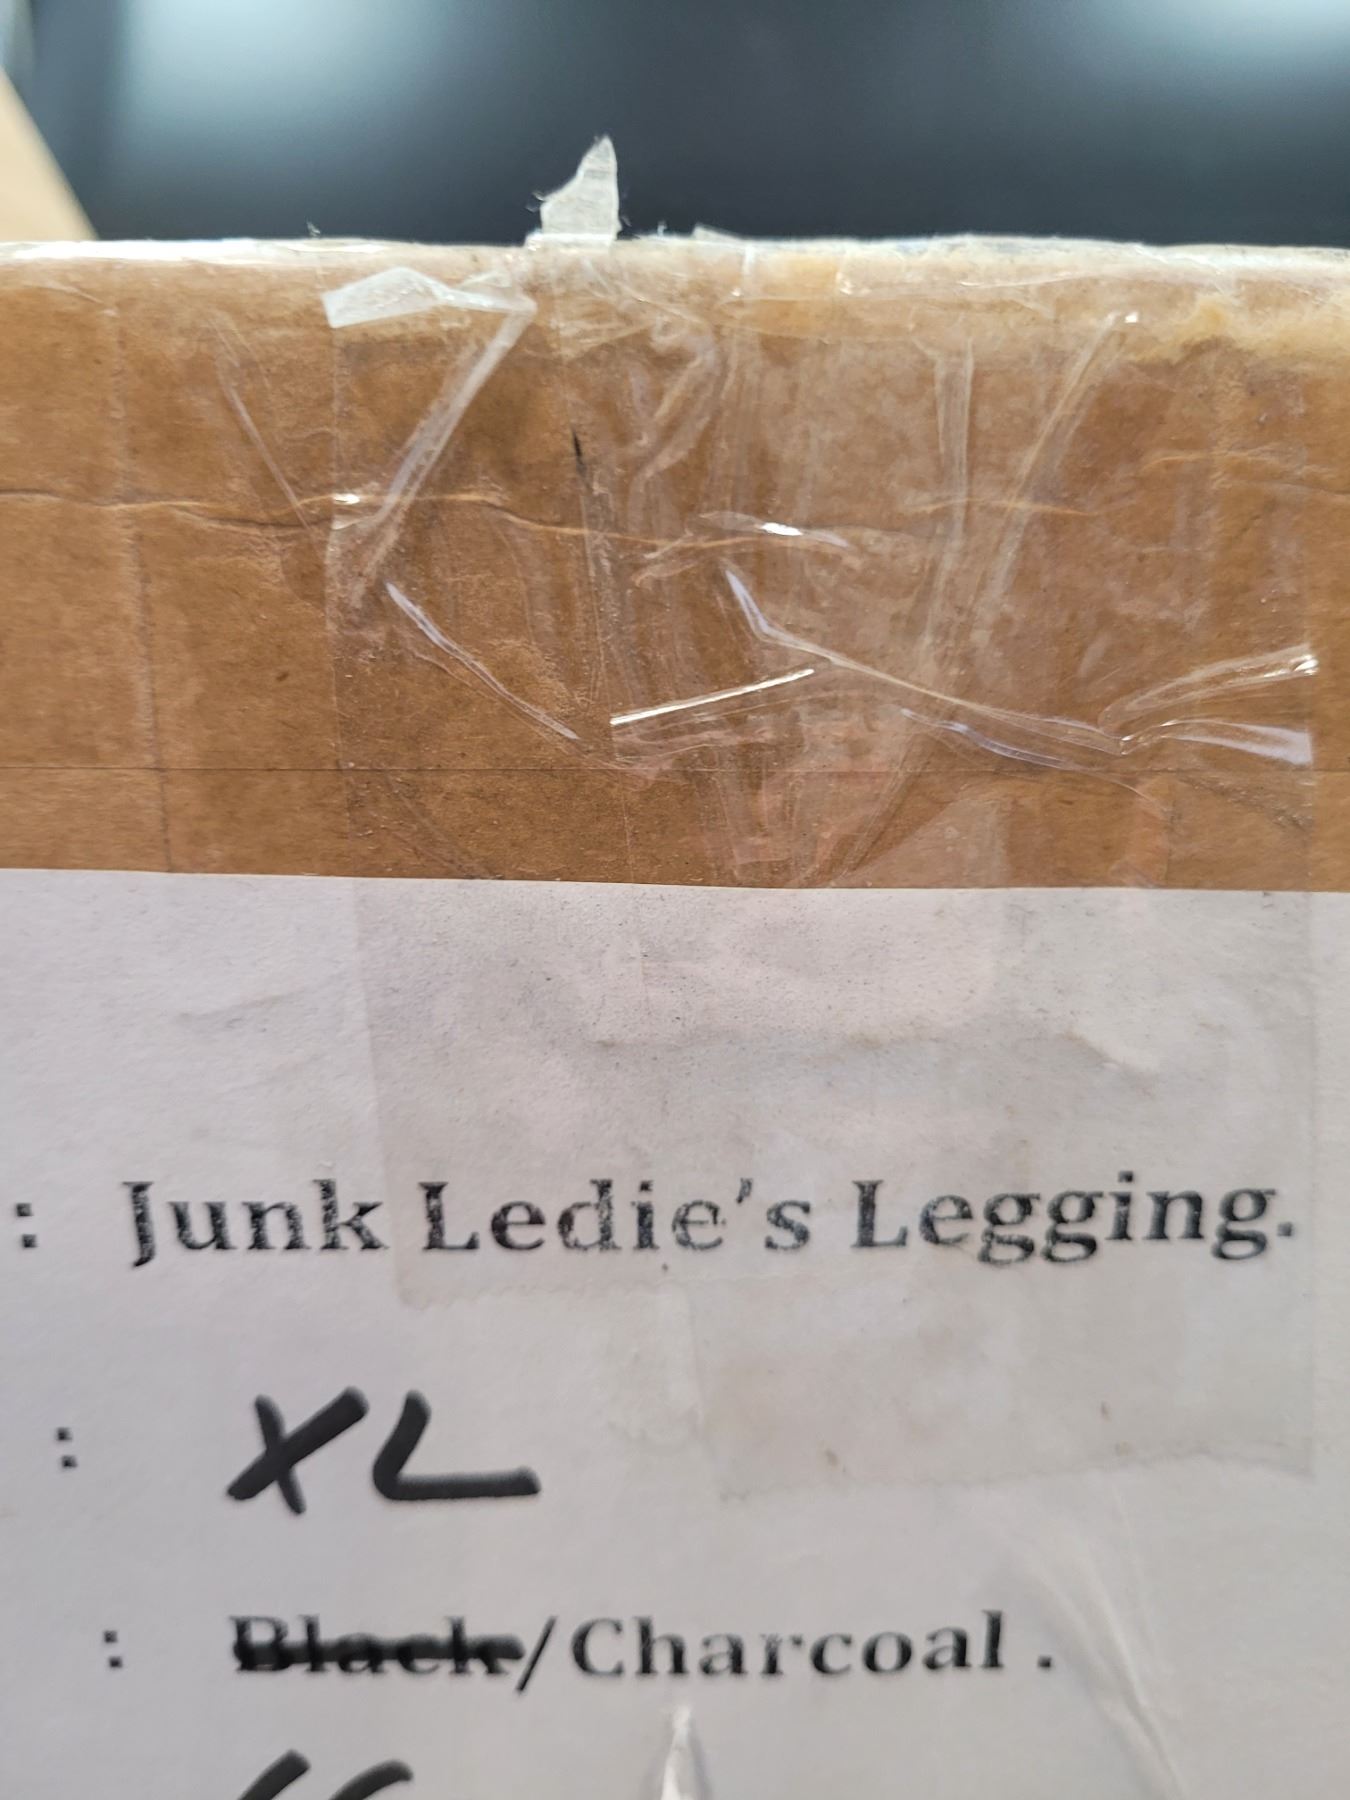 : Junk Ledie's Legging.
: XL
: Black/Charcoal .